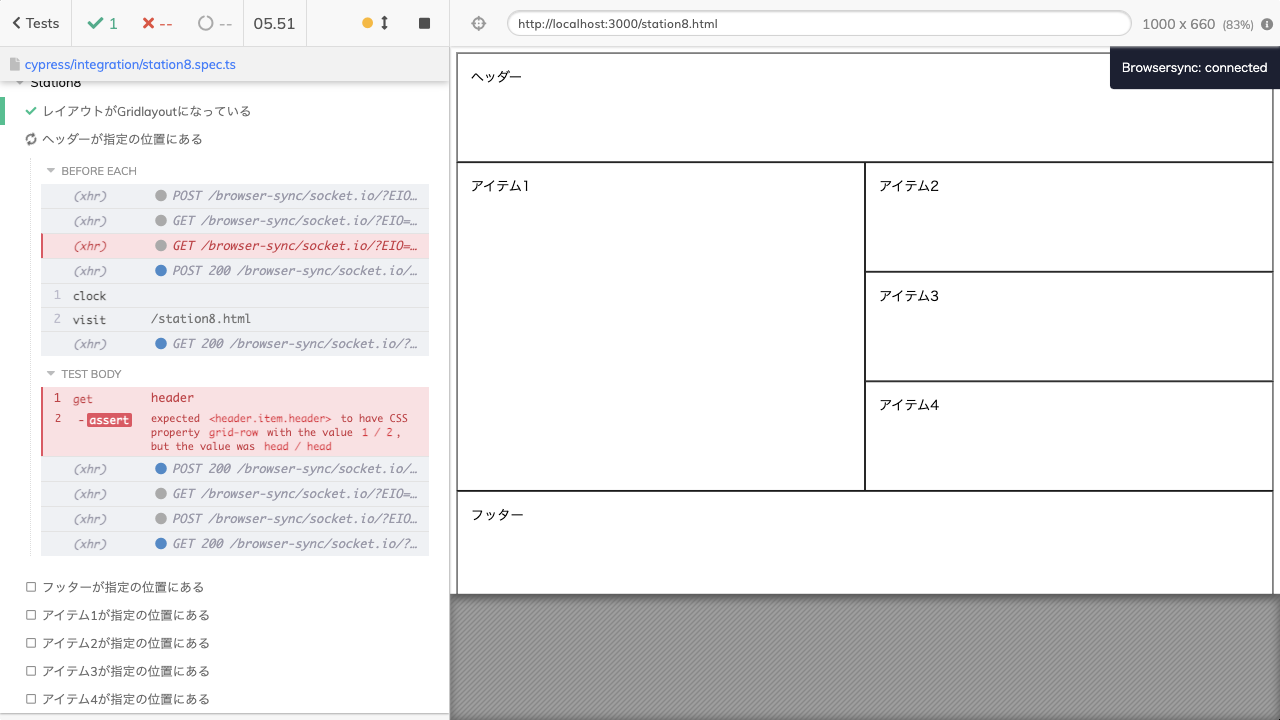 Tests
1
--
--
05.51
http://localhost:3000/station8.html
1000 x 660 (83%)
cypress/integration/station8.spec.ts
Browsersync: connected
Station8
レイアウトがGridlayoutになっている
ヘッダーが指定の位置にある
BEFORE EACH
(xhr) POST /browser-sync/socket.io/?EIO…
(xhr) GET /browser-sync/socket.io/?EIO=…
(xhr) GET /browser-sync/socket.io/?EIO=…
(xhr) POST 200 /browser-sync/socket.io/…
1 clock
2 visit /station8.html
(xhr) GET 200 /browser-sync/socket.io/?…
TEST BODY
1 get header
2 -assert expected <header.item.header> to have CSS
property grid-row with the value 1 / 2,
but the value was head / head
(xhr) POST 200 /browser-sync/socket.io/…
(xhr) GET /browser-sync/socket.io/?EIO=…
(xhr) POST /browser-sync/socket.io/?EIO…
(xhr) GET 200 /browser-sync/socket.io/?…
フッターが指定の位置にある
アイテム1が指定の位置にある
アイテム2が指定の位置にある
アイテム3が指定の位置にある
アイテム4が指定の位置にある
ヘッダー
アイテム1
アイテム2
アイテム3
アイテム4
フッター